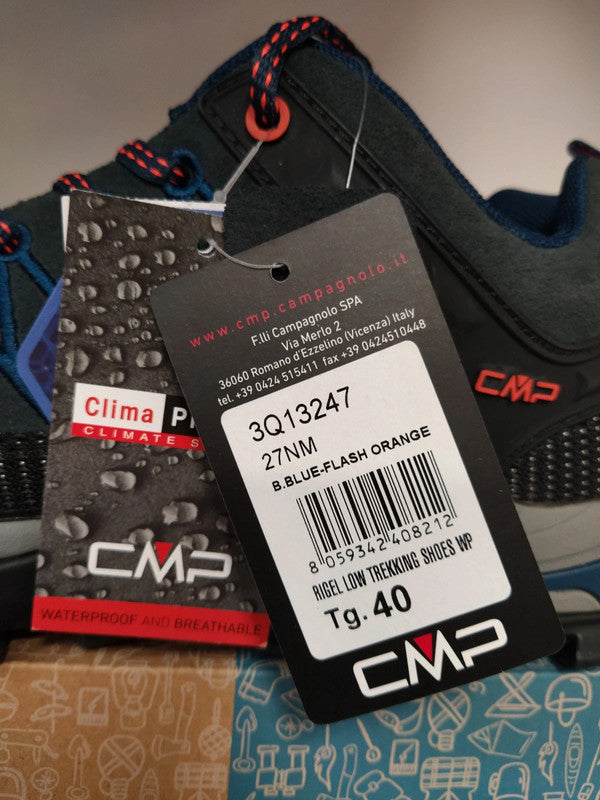 www.cmp.campagnolo.it
F.lli Campagnolo SPA
Via Merlo 2
36060 Romano d'Ezzelino (Vicenza) Italy
tel. +39 0424 515411 fax +39 0424510448
3Q13247
27NM
B.BLUE-FLASH ORANGE
8 059342 408212
RIGEL LOW TREKKING SHOES WP
Tg. 40
CMP
Clima
CLIMATE
CMP
WATERPROOF AND BREATHABLE
CMP